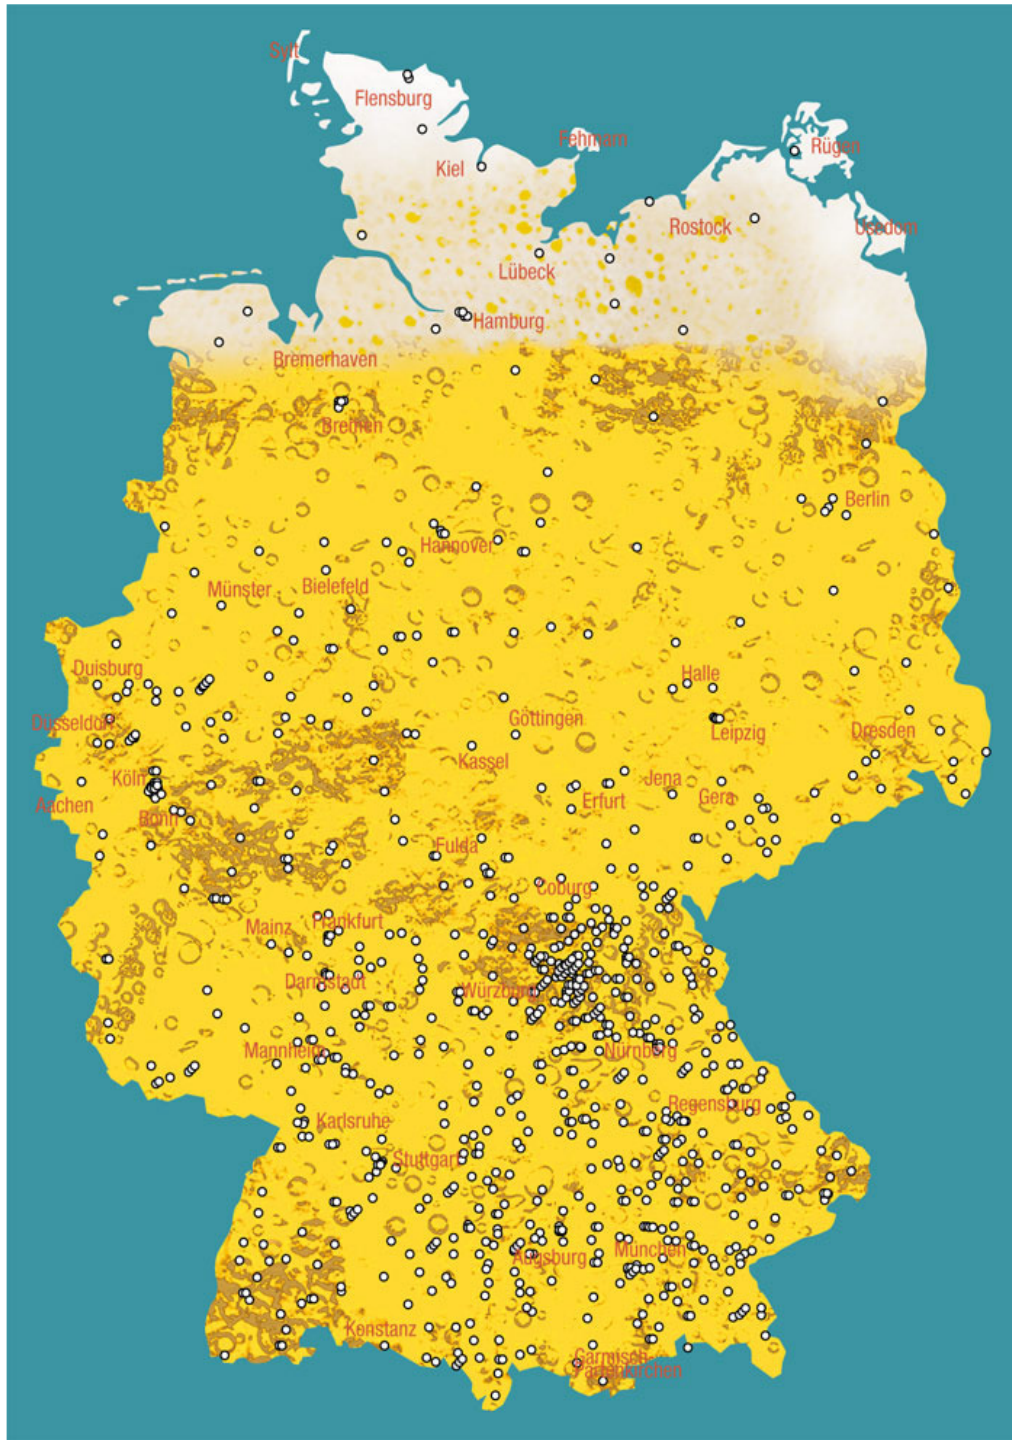 Sylt
Flensburg
Fehmarn
Rügen
Kiel
Rostock
Usedom
Lübeck
Hamburg
Bremerhaven
Bremen
Berlin
Hannover
Münster
Bielefeld
Duisburg
Halle
Düsseldorf
Göttingen
Leipzig
Dresden
Kassel
Köln
Jena
Aachen
Erfurt
Gera
Bonn
Fulda
Coburg
Mainz
Frankfurt
Darmstadt
Würzburg
Mannheim
Nürnberg
Regensburg
Karlsruhe
Stuttgart
Augsburg
München
Konstanz
Garmisch-
Partenkirchen